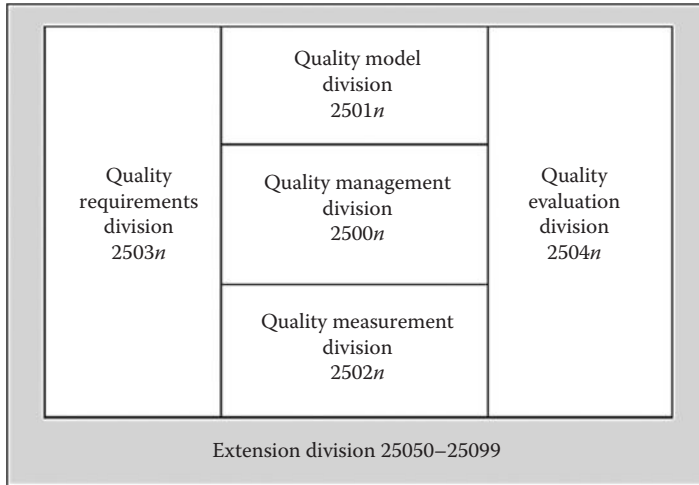 Quality model
division
2501n
Quality
requirements
division
2503n
Quality management
division
2500n
Quality
evaluation
division
2504n
Quality measurement
division
2502n
Extension division 25050–25099